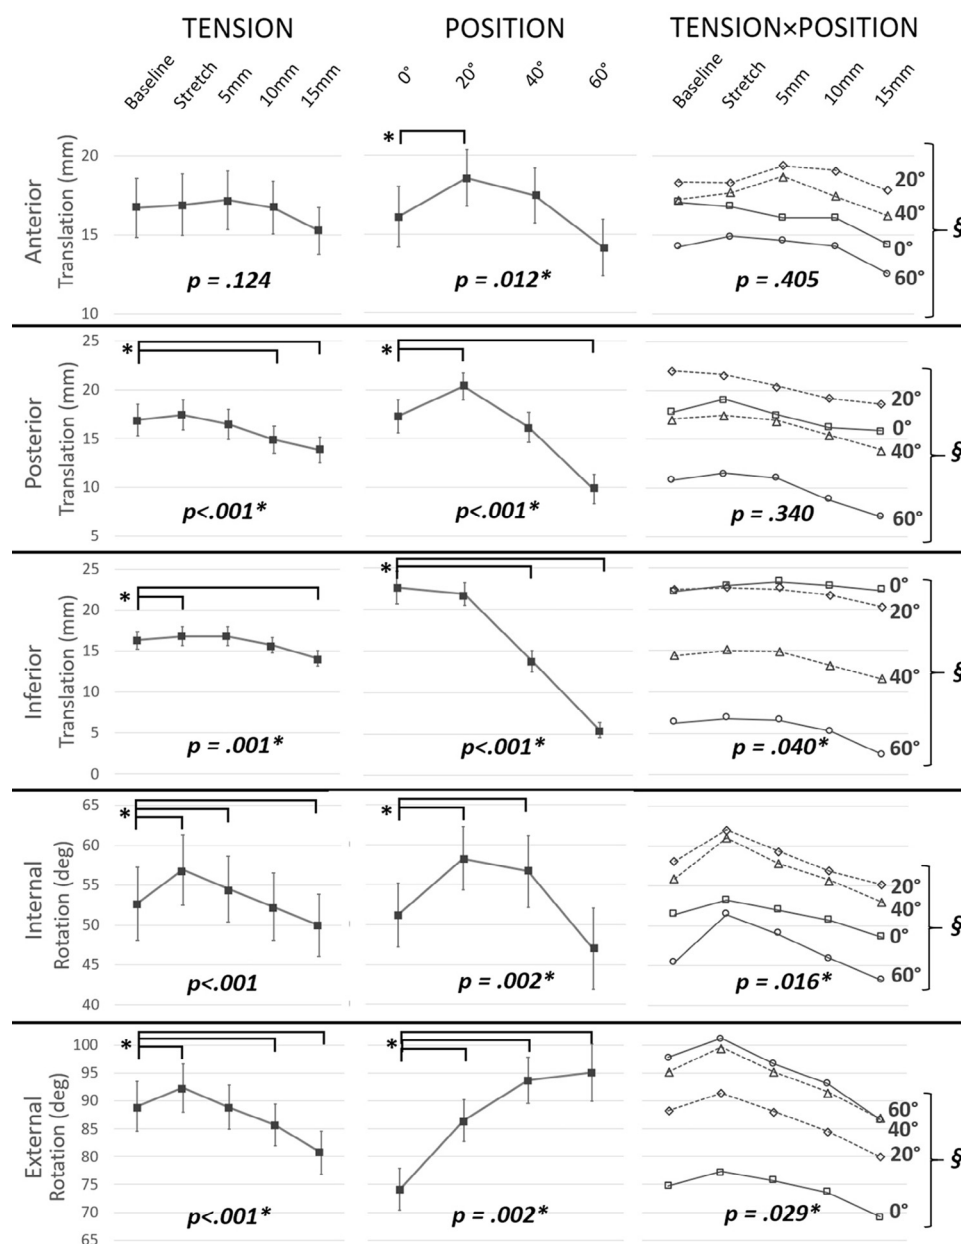 TENSION POSITION TENSION×POSITION
Baseline Stretch 5mm 10mm 15mm 0° 20° 40° 60° Baseline Stretch 5mm 10mm 15mm
Anterior
Translation (mm)
20
15
10
p = .124
*
p = .012*
20°
40°
0°
60°
§
p = .405
Posterior
Translation (mm)
25
20
15
10
5
*
p<.001*
*
p<.001*
20°
0°
40°
60°
§
p = .340
Inferior
Translation (mm)
25
20
15
10
5
0
*
p = .001*
*
p<.001*
0°
20°
40°
60°
§
p = .040*
Internal
Rotation (deg)
65
60
55
50
45
40
*
p<.001
*
p = .002*
20°
40°
0°
60°
§
p = .016*
External
Rotation (deg)
100
95
90
85
80
75
70
65
*
p<.001*
*
p = .002*
60°
40°
20°
0°
§
p = .029*